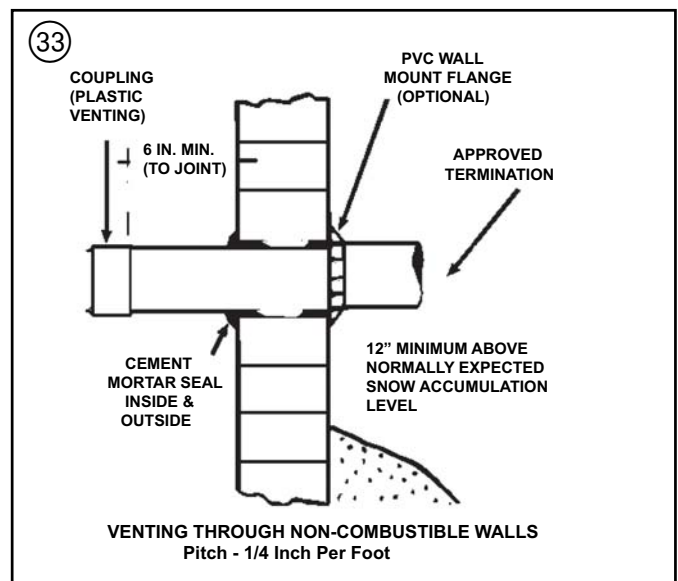 33
COUPLING
(PLASTIC
VENTING)
6 IN. MIN.
(TO JOINT)
PVC WALL
MOUNT FLANGE
(OPTIONAL)
APPROVED
TERMINATION
CEMENT
MORTAR SEAL
INSIDE &
OUTSIDE
12” MINIMUM ABOVE
NORMALLY EXPECTED
SNOW ACCUMULATION
LEVEL
VENTING THROUGH NON-COMBUSTIBLE WALLS
Pitch - 1/4 Inch Per Foot